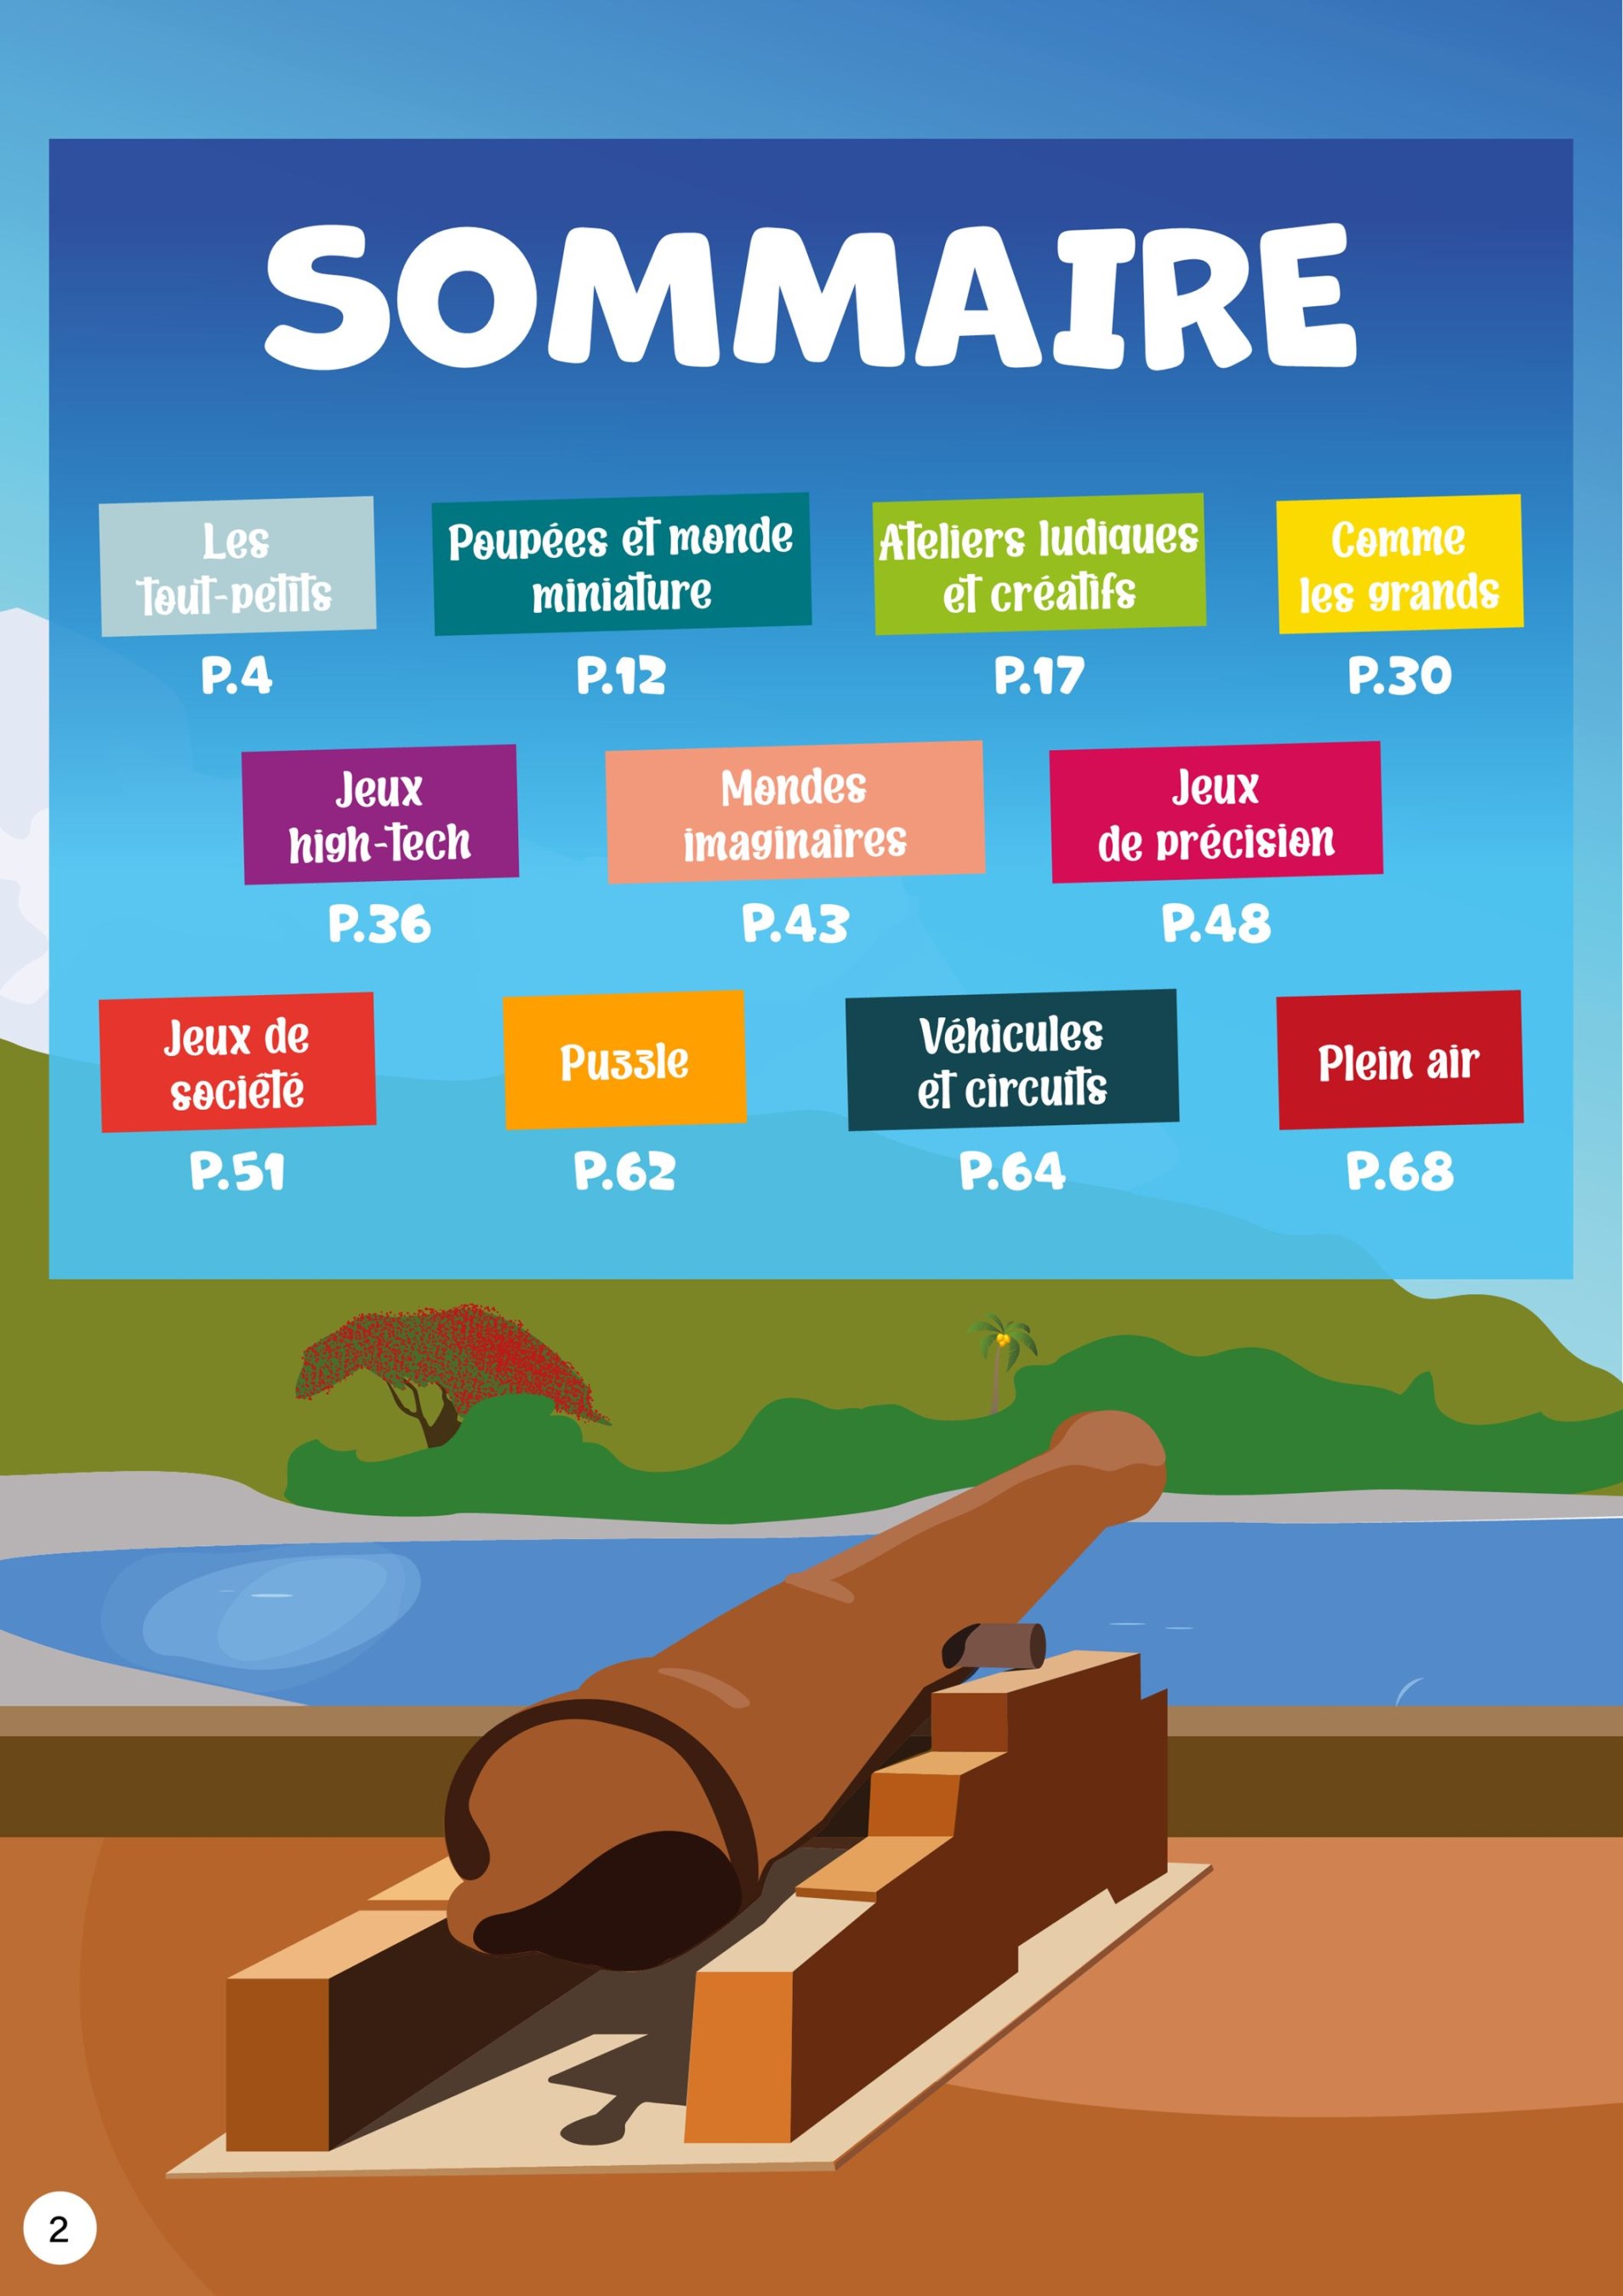 SOMMAIRE
Les
tout-petits
P.4
Poupées et monde
miniature
P.12
Ateliers ludiques
et créatifs
P.17
Comme
les grands
P.30
Jeux
high-tech
P.36
Mondes
imaginaires
P.43
Jeux
de précision
P.48
Jeux de
société
P.51
Puzzle
P.62
Véhicules
et circuits
P.64
Plein air
P.68
2